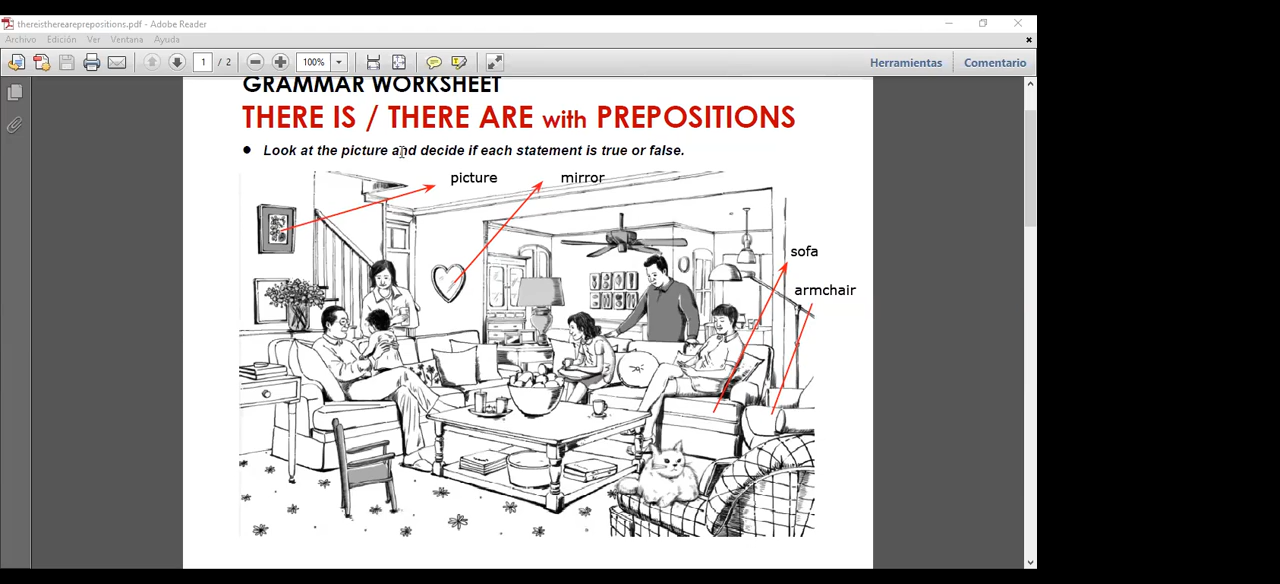 thereistherearеprepositions.pdf - Adobe Reader
Archivo Edición Ver Ventana Ayuda
1 / 2 100% Herramientas Comentario
GRAMMAR WORKSHEET
THERE IS / THERE ARE with PREPOSITIONS
Look at the picture and decide if each statement is true or false.
picture mirror
sofa
armchair